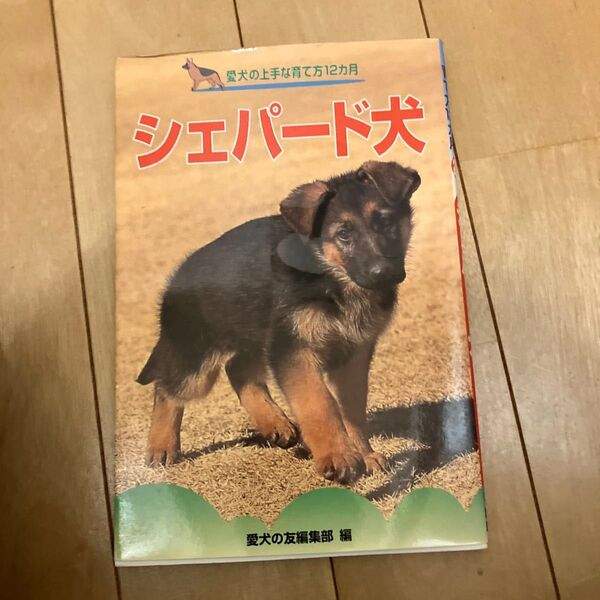 愛犬の上手な育て方12カ月
シェパード犬
愛犬の友編集部 編